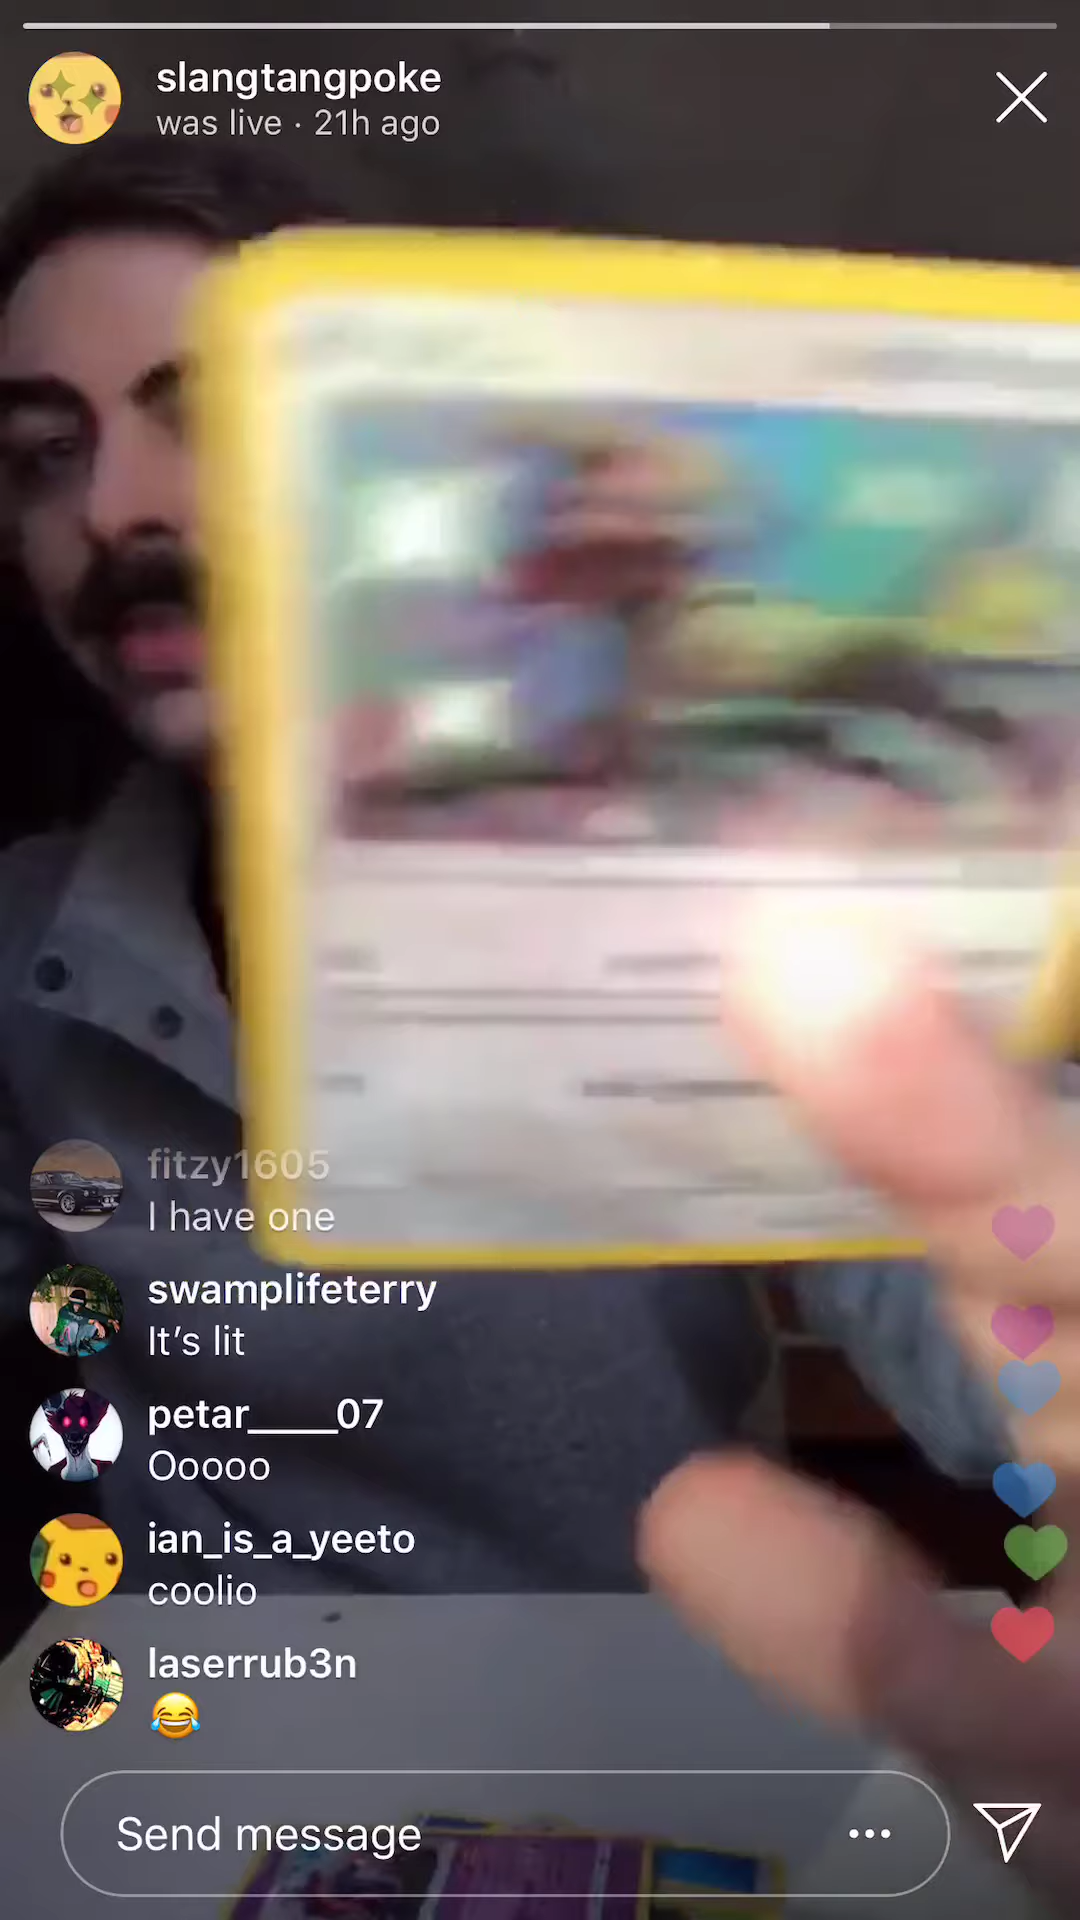 slangtangpoke
was live · 21h ago
fitzy1605
I have one
swamplifeterry
It’s lit
petar____07
Ooooo
ian_is_a_yeeto
coolio
laserrub3n
😂
Send message